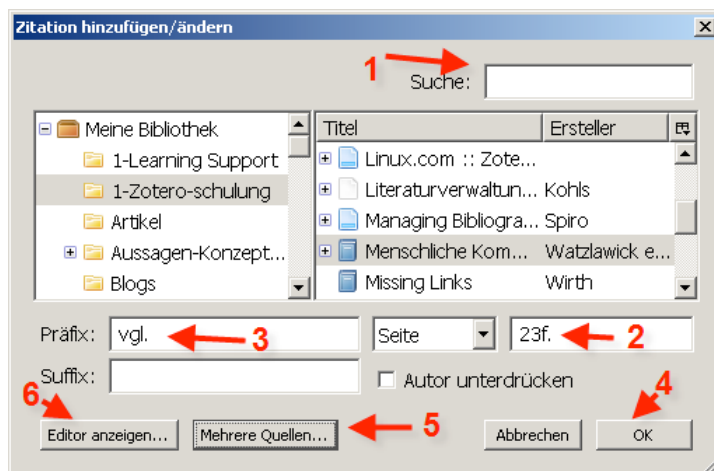 Zitation hinzufügen/ändern
1
Suche:
Meine Bibliothek
1-Learning Support
1-Zotero-schulung
Artikel
Aussagen-Konzept...
Blogs
Titel Ersteller
Linux.com :: Zote...
Literaturverwaltun... Kohls
Managing Bibliogra... Spiro
Menschliche Kom... Watzlawick e...
Missing Links Wirth
Präfix: vgl. 3 Seite 23f. 2
Suffix: Autor unterdrücken
6 4
Editor anzeigen... Mehrere Quellen... 5 Abbrechen OK